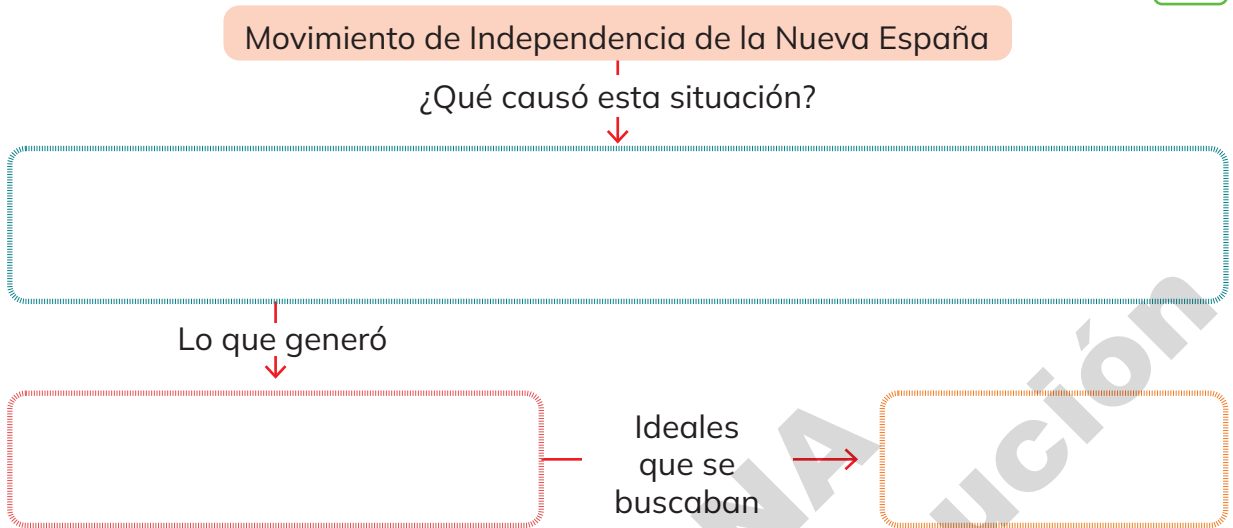 Movimiento de Independencia de la Nueva España
¿Qué causó esta situación?
Lo que generó
Ideales
que se
buscaban